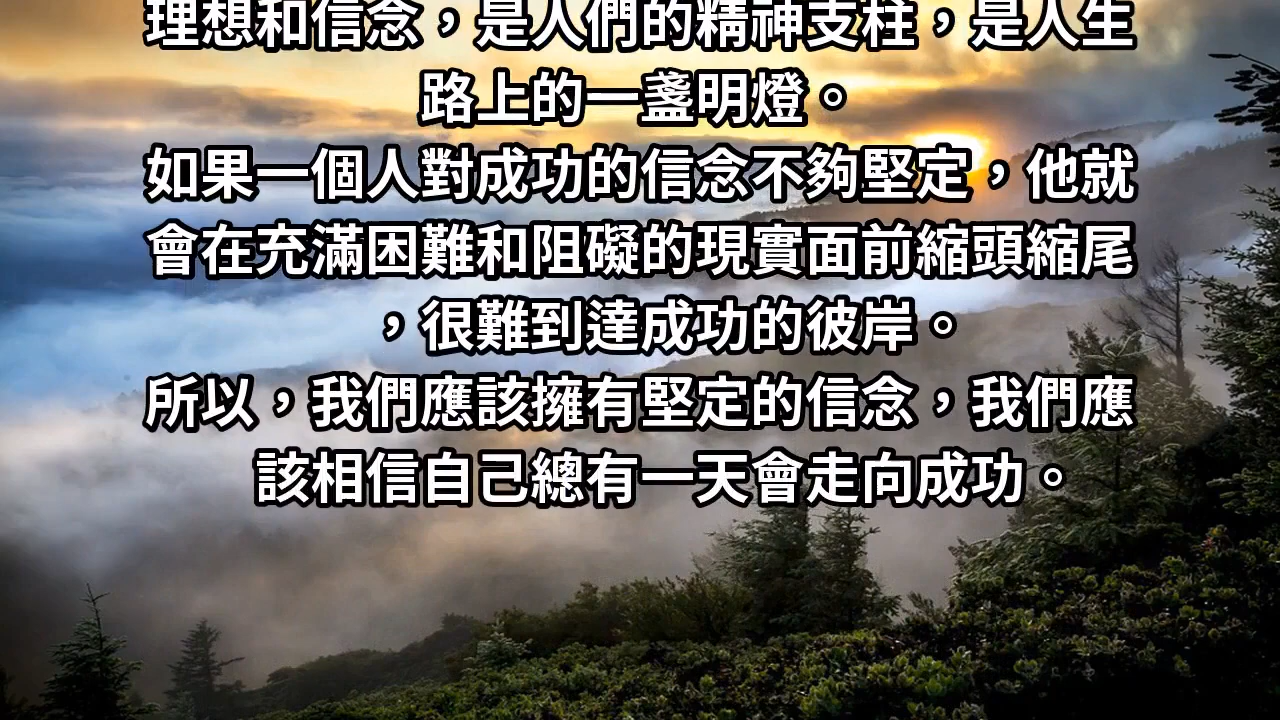 理想和信念，是人們的精神支柱，是人生
路上的一盞明燈。
如果一個人對成功的信念不夠堅定，他就
會在充滿困難和阻礙的現實面前縮頭縮尾
，很難到達成功的彼岸。
所以，我們應該擁有堅定的信念，我們應
該相信自己總有一天會走向成功。